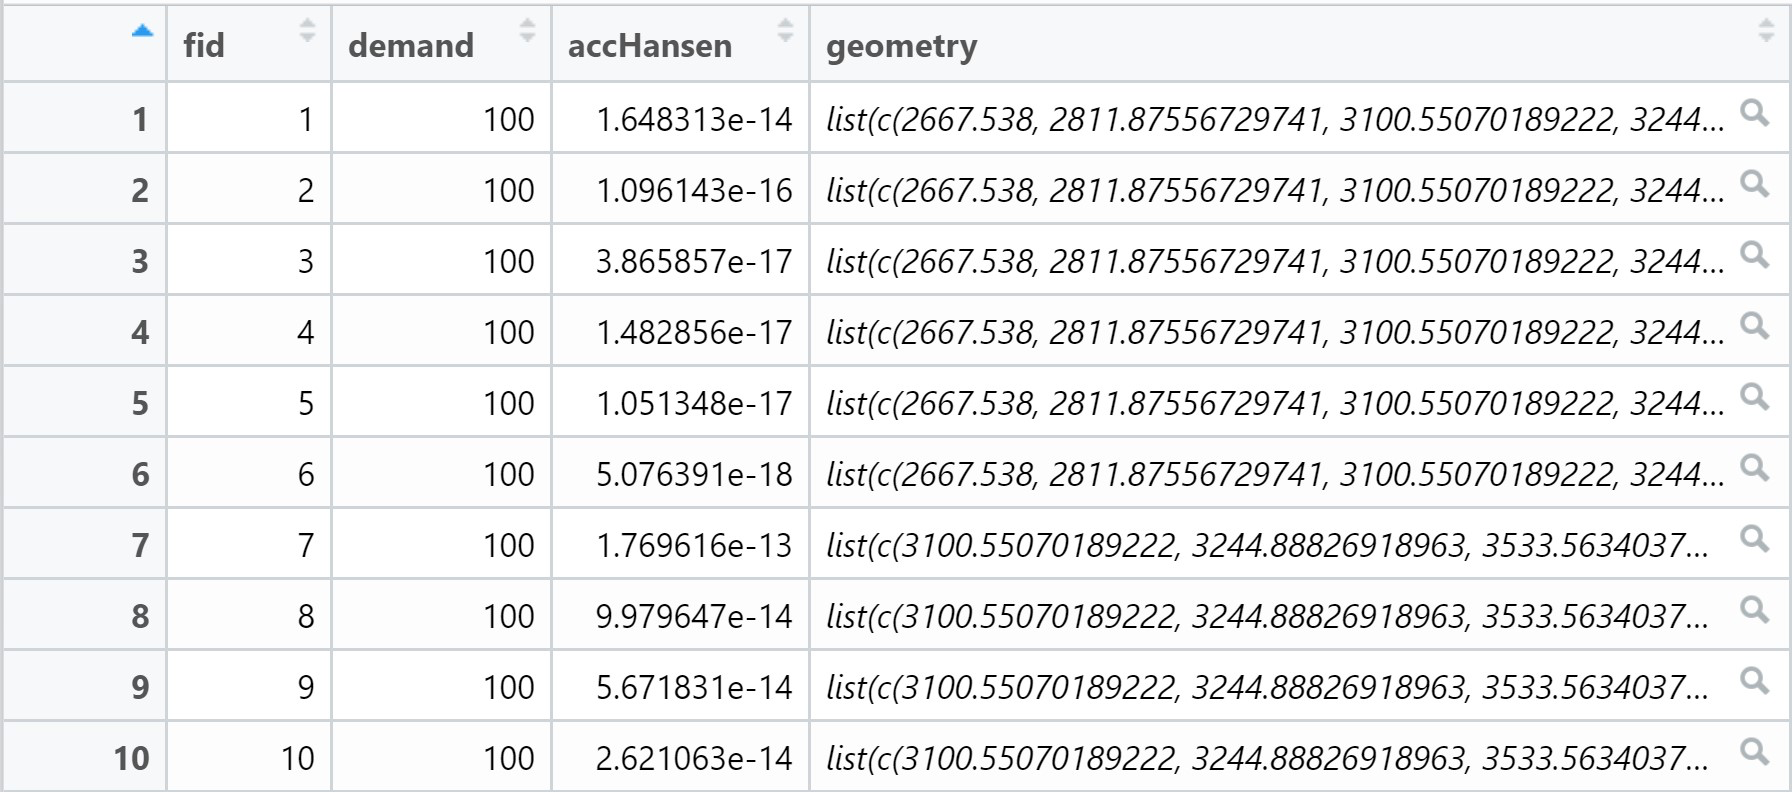 fid demand accHansen geometry
1 1 100 1.648313e-14 list(c(2667.538, 2811.87556729741, 3100.55070189222, 3244...
2 2 100 1.096143e-16 list(c(2667.538, 2811.87556729741, 3100.55070189222, 3244...
3 3 100 3.865857e-17 list(c(2667.538, 2811.87556729741, 3100.55070189222, 3244...
4 4 100 1.482856e-17 list(c(2667.538, 2811.87556729741, 3100.55070189222, 3244...
5 5 100 1.051348e-17 list(c(2667.538, 2811.87556729741, 3100.55070189222, 3244...
6 6 100 5.076391e-18 list(c(2667.538, 2811.87556729741, 3100.55070189222, 3244...
7 7 100 1.769616e-13 list(c(3100.55070189222, 3244.88826918963, 3533.5634037...
8 8 100 9.979647e-14 list(c(3100.55070189222, 3244.88826918963, 3533.5634037...
9 9 100 5.671831e-14 list(c(3100.55070189222, 3244.88826918963, 3533.5634037...
10 10 100 2.621063e-14 list(c(3100.55070189222, 3244.88826918963, 3533.5634037...